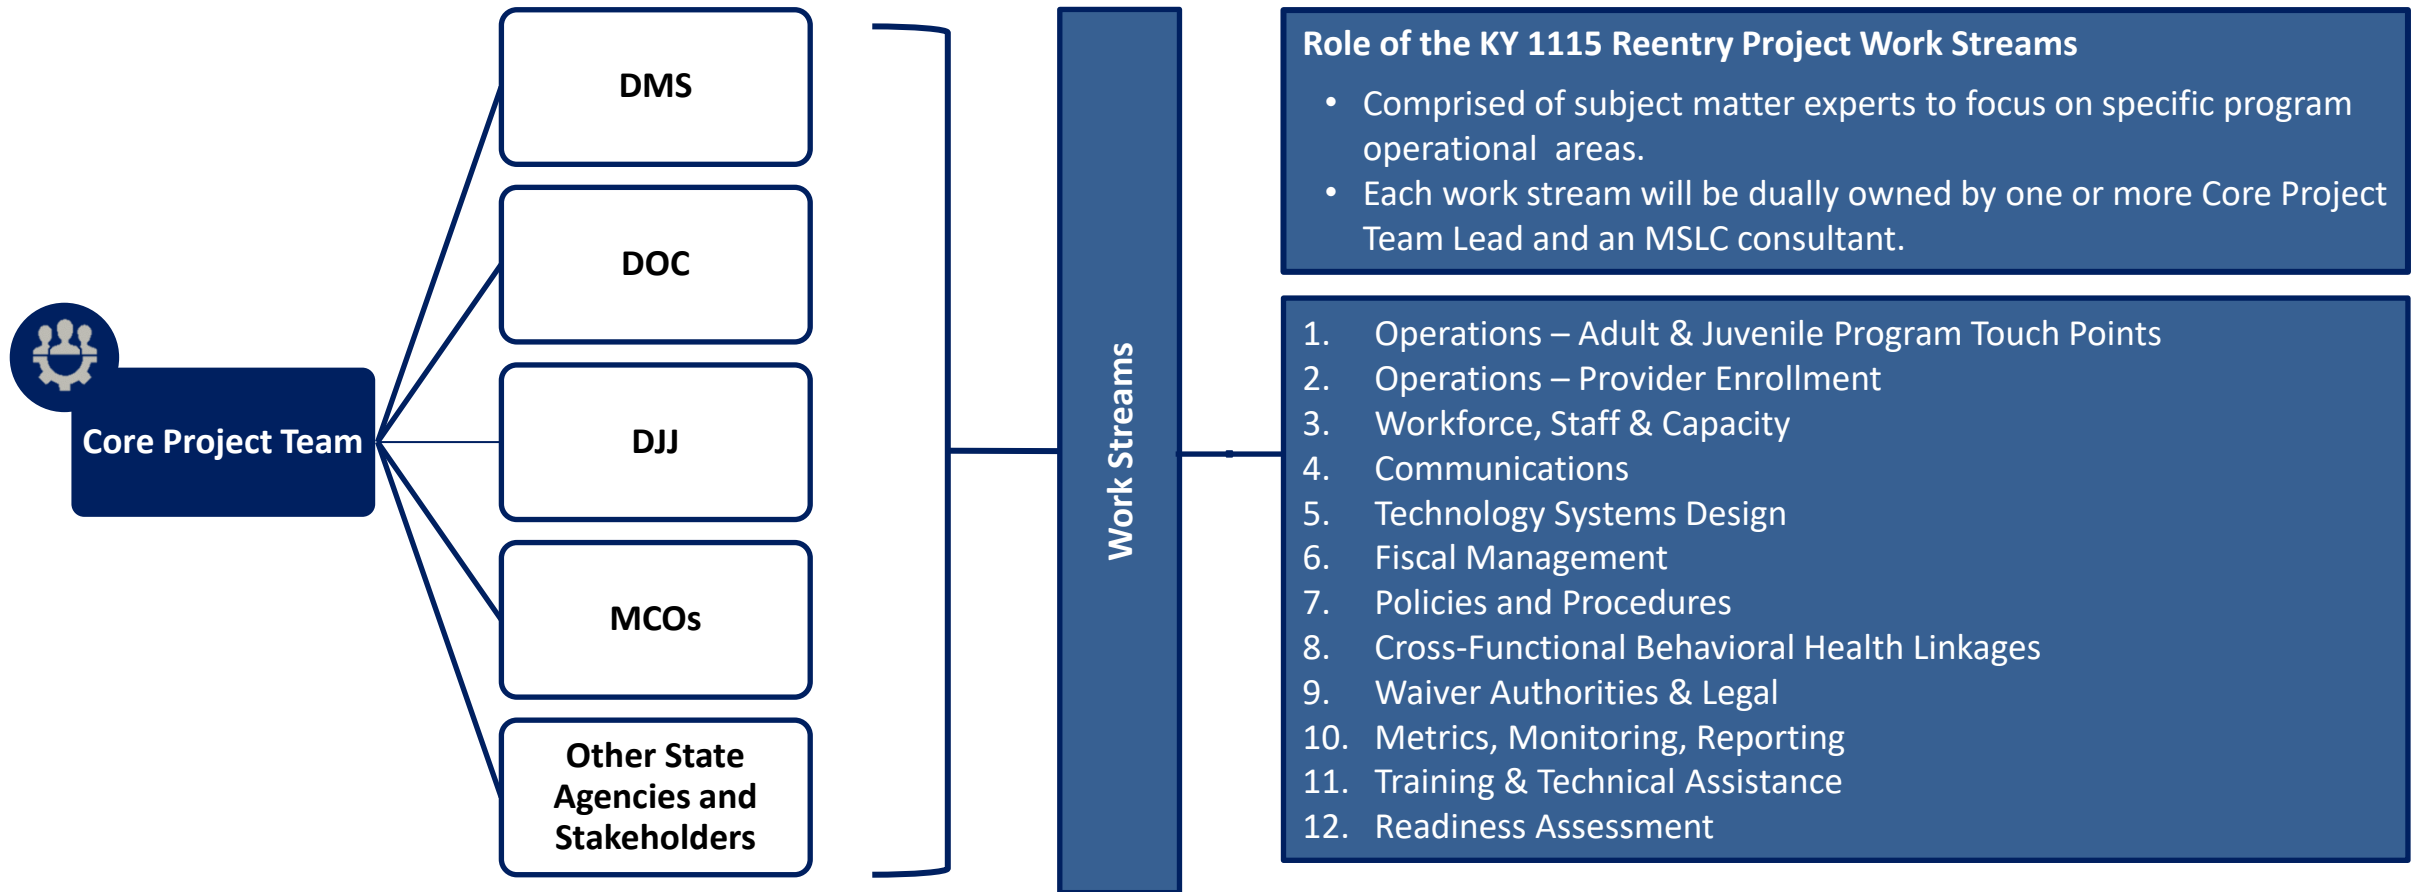 Core Project Team
DMS
DOC
DJJ
MCOs
Other State
Agencies and
Stakeholders
Work Streams
Role of the KY 1115 Reentry Project Work Streams
• Comprised of subject matter experts to focus on specific program
operational areas.
• Each work stream will be dually owned by one or more Core Project
Team Lead and an MSLC consultant.
1. Operations – Adult & Juvenile Program Touch Points
2. Operations – Provider Enrollment
3. Workforce, Staff & Capacity
4. Communications
5. Technology Systems Design
6. Fiscal Management
7. Policies and Procedures
8. Cross-Functional Behavioral Health Linkages
9. Waiver Authorities & Legal
10. Metrics, Monitoring, Reporting
11. Training & Technical Assistance
12. Readiness Assessment